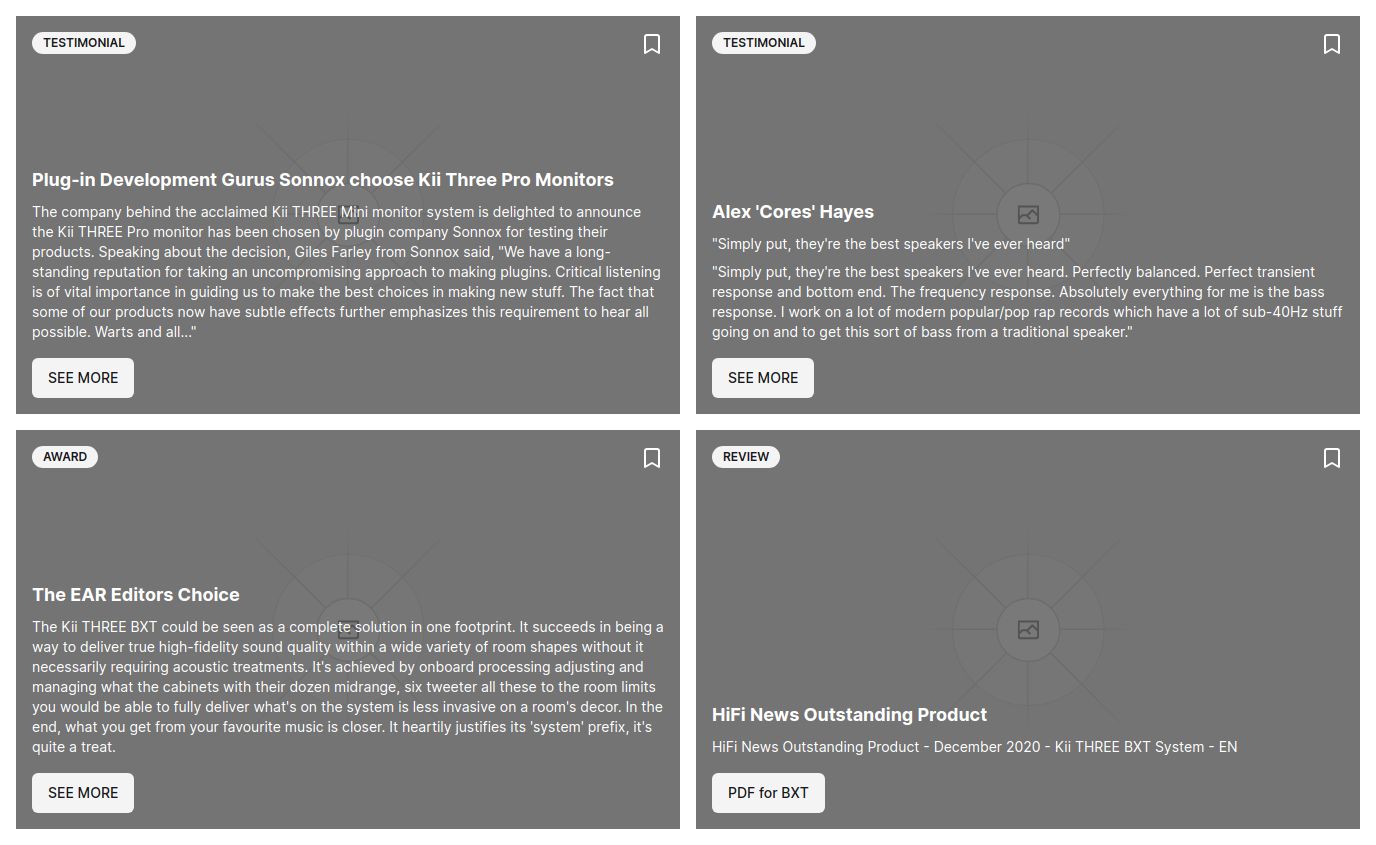 TESTIMONIAL
Plug-in Development Gurus Sonnox choose Kii Three Pro Monitors
The company behind the acclaimed Kii THREE Mini monitor system is delighted to announce
the Kii THREE Pro monitor has been chosen by plugin company Sonnox for testing their
products. Speaking about the decision, Giles Farley from Sonnox said, "We have a long-
standing reputation for taking an uncompromising approach to making plugins. Critical listening
is of vital importance in guiding us to make the best choices in making new stuff. The fact that
some of our products now have subtle effects further emphasizes this requirement to hear all
possible. Warts and all..."
SEE MORE
TESTIMONIAL
Alex 'Cores' Hayes
"Simply put, they're the best speakers I've ever heard"
"Simply put, they're the best speakers I've ever heard. Perfectly balanced. Perfect transient
response and bottom end. The frequency response. Absolutely everything for me is the bass
response. I work on a lot of modern popular/pop rap records which have a lot of sub-40Hz stuff
going on and to get this sort of bass from a traditional speaker."
SEE MORE
AWARD
The EAR Editors Choice
The Kii THREE BXT could be seen as a complete solution in one footprint. It succeeds in being a
way to deliver true high-fidelity sound quality within a wide variety of room shapes without it
necessarily requiring acoustic treatments. It's achieved by onboard processing adjusting and
managing what the cabinets with their dozen midrange, six tweeter all these to the room limits
you would be able to fully deliver what's on the system is less invasive on a room's decor. In the
end, what you get from your favourite music is closer. It heartily justifies its 'system' prefix, it's
quite a treat.
SEE MORE
REVIEW
HiFi News Outstanding Product
HiFi News Outstanding Product - December 2020 - Kii THREE BXT System - EN
PDF for BXT